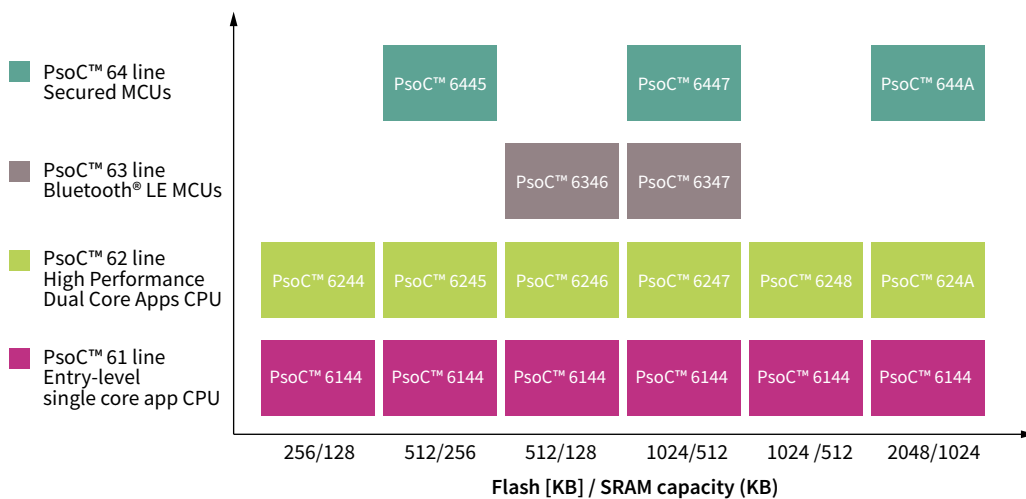 PsoC™ 64 line
Secured MCUs
PsoC™ 6445
PsoC™ 6447
PsoC™ 644A
PsoC™ 63 line
Bluetooth® LE MCUs
PsoC™ 6346
PsoC™ 6347
PsoC™ 62 line
High Performance
Dual Core Apps CPU
PsoC™ 6244
PsoC™ 6245
PsoC™ 6246
PsoC™ 6247
PsoC™ 6248
PsoC™ 624A
PsoC™ 61 line
Entry-level
single core app CPU
PsoC™ 6144
PsoC™ 6144
PsoC™ 6144
PsoC™ 6144
PsoC™ 6144
PsoC™ 6144
256/128
512/256
512/128
1024/512
1024 /512
2048/1024
Flash [KB] / SRAM capacity (KB)